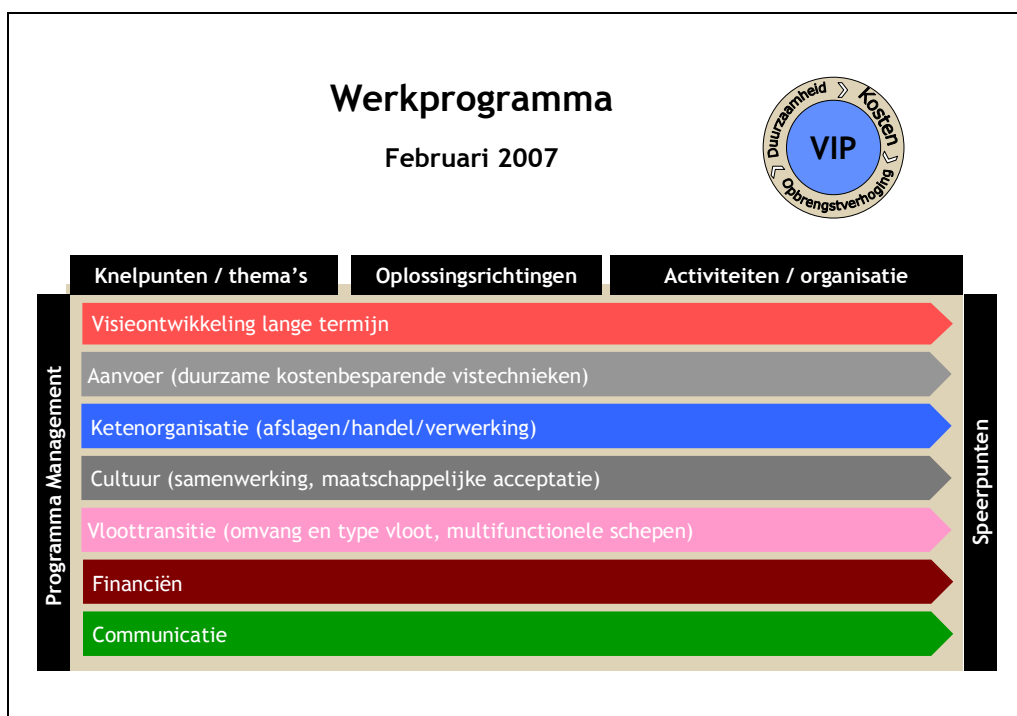 Werkprogramma
Februari 2007
Duurzaamheid
Kosten
Opbrengstverhoging
VIP
Knelpunten / thema’s
Oplossingsrichtingen
Activiteiten / organisatie
Programma Management
Visieontwikkeling lange termijn
Aanvoer (duurzame kostenbesparende vistechnieken)
Ketenorganisatie (afslagen/handel/verwerking)
Cultuur (samenwerking, maatschappelijke acceptatie)
Vloottransitie (omvang en type vloot, multifunctionele schepen)
Financiën
Communicatie
Speerpunten